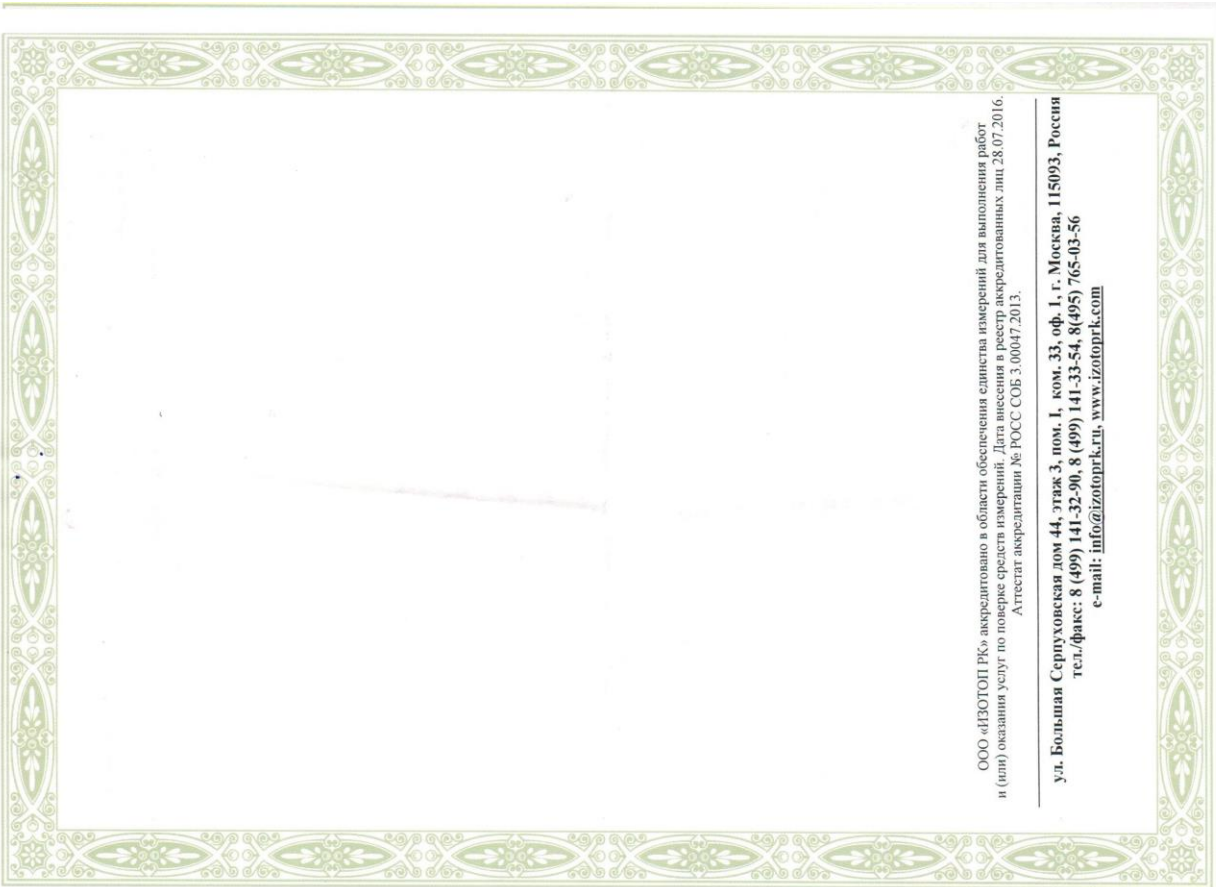 ООО «ИЗОТОП РК» аккредитовано в области обеспечения единства измерений для выполнения работ
и (или) оказания услуг по поверке средств измерений. Дата внесения в реестр аккредитованных лиц 28.07.2016.
Аттестат аккредитации № РОСС СОБ 3.00047.2013.
ул. Большая Серпуховская дом 44, этаж 3, пом. I, ком. 33, оф. 1, г. Москва, 115093, Россия
тел./факс: 8 (499) 141-32-90, 8 (499) 141-33-54, 8(495) 765-03-56
e-mail: info@izotoprk.ru, www.izotoprk.com